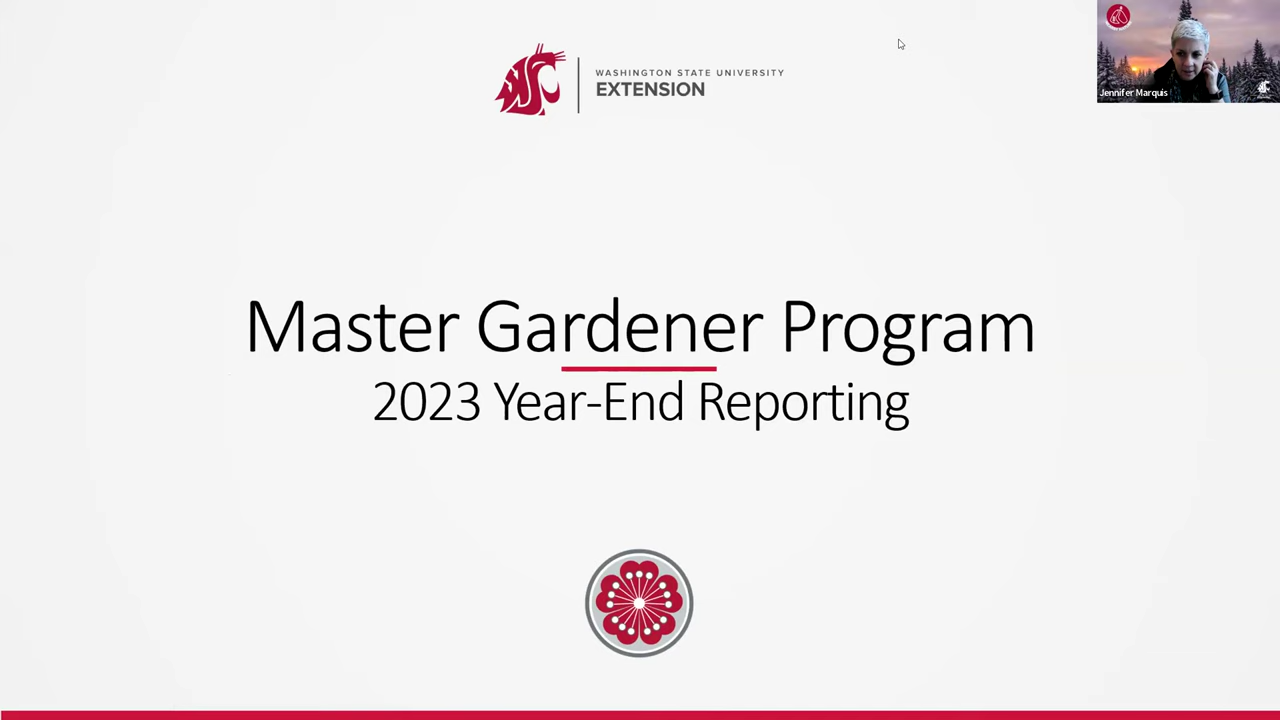 WASHINGTON STATE UNIVERSITY
EXTENSION
Jennifer Marquis
Master Gardener Program
2023 Year-End Reporting